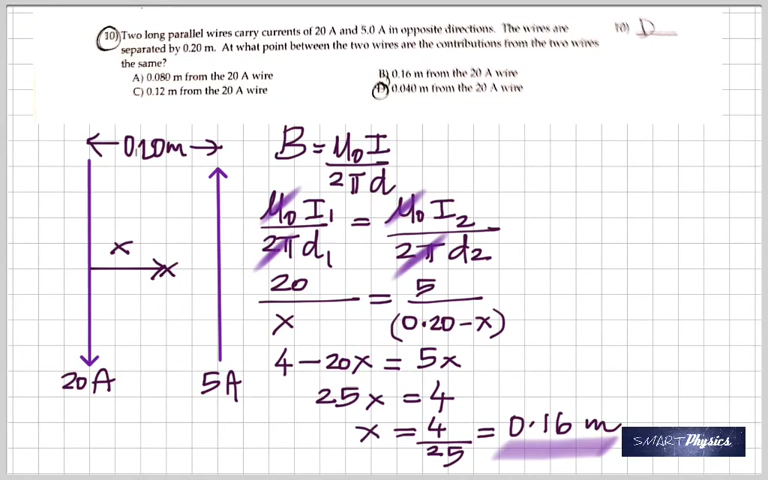 10) Two long parallel wires carry currents of 20 A and 5.0 A in opposite directions. The wires are
10) D
separated by 0.20 m. At what point between the two wires are the contributions from the two wires
the same?
A) 0.080 m from the 20 A wire
B) 0.16 m from the 20 A wire
C) 0.12 m from the 20 A wire
D) 0.040 m from the 20 A wire
0.20m
B = μ₀I / 2πd
μ₀I₁ / 2πd₁ = μ₀I₂ / 2πd₂
x
20 / x = 5 / (0.20 - x)
4 - 20x = 5x
20A
5A
25x = 4
x = 4 / 25 = 0.16 m
SMART Physics